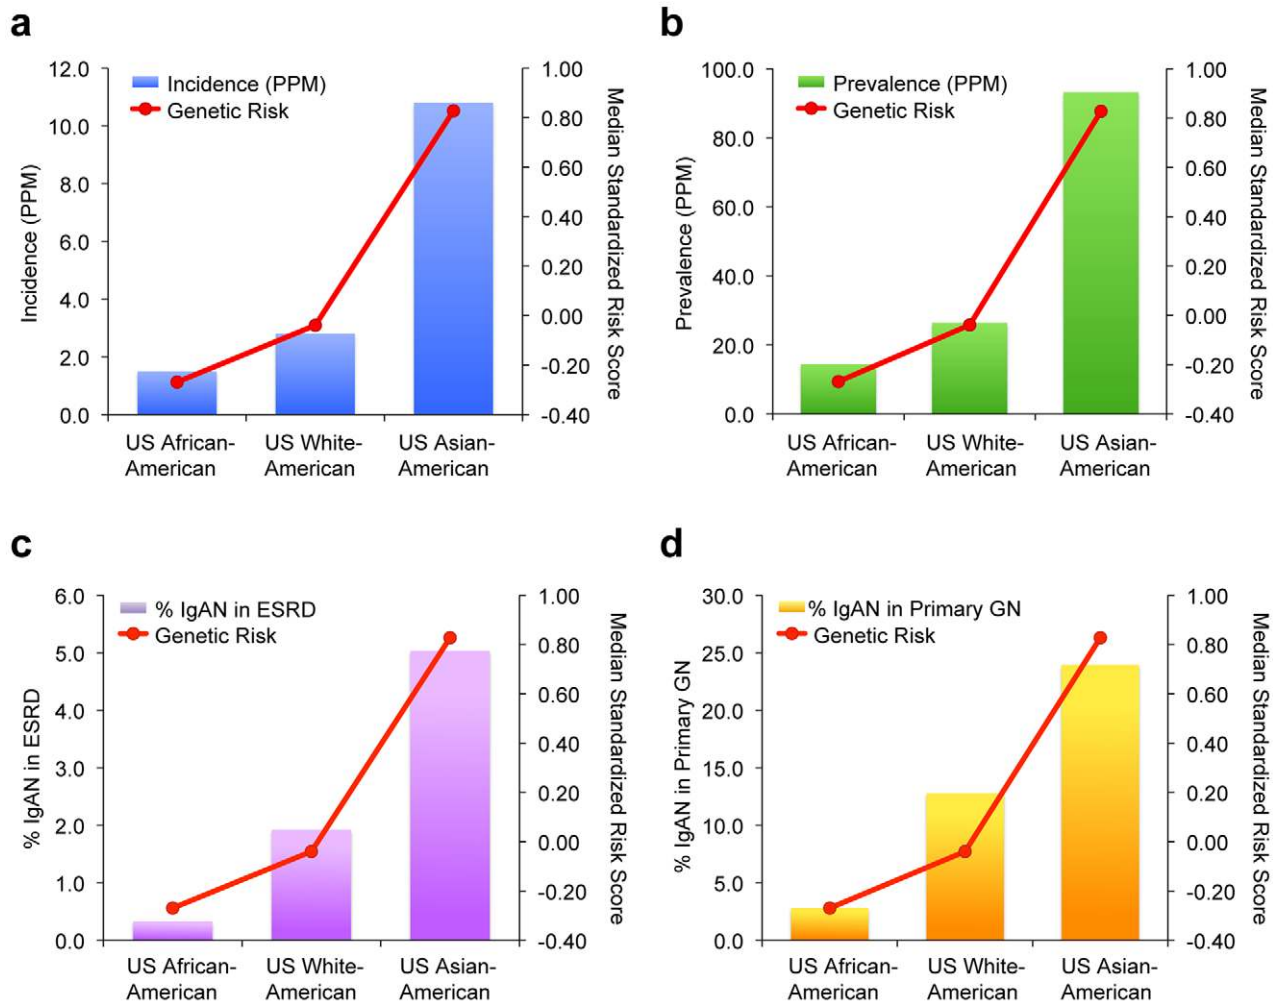 a
12.0
10.0
8.0
6.0
4.0
2.0
0.0
Incidence (PPM)
Incidence (PPM)
Genetic Risk
1.00
0.80
0.60
0.40
0.20
0.00
-0.20
-0.40
Median Standardized Risk Score
US African-
American
US White-
American
US Asian-
American
b
100.0
80.0
60.0
40.0
20.0
0.0
Prevalence (PPM)
Prevalence (PPM)
Genetic Risk
1.00
0.80
0.60
0.40
0.20
0.00
-0.20
-0.40
Median Standardized Risk Score
US African-
American
US White-
American
US Asian-
American
c
6.0
5.0
4.0
3.0
2.0
1.0
0.0
% IgAN in ESRD
% IgAN in ESRD
Genetic Risk
1.00
0.80
0.60
0.40
0.20
0.00
-0.20
-0.40
Median Standardized Risk Score
US African-
American
US White-
American
US Asian-
American
d
30.0
25.0
20.0
15.0
10.0
5.0
0.0
% IgAN in Primary GN
% IgAN in Primary GN
Genetic Risk
1.00
0.80
0.60
0.40
0.20
0.00
-0.20
-0.40
Median Standardized Risk Score
US African-
American
US White-
American
US Asian-
American